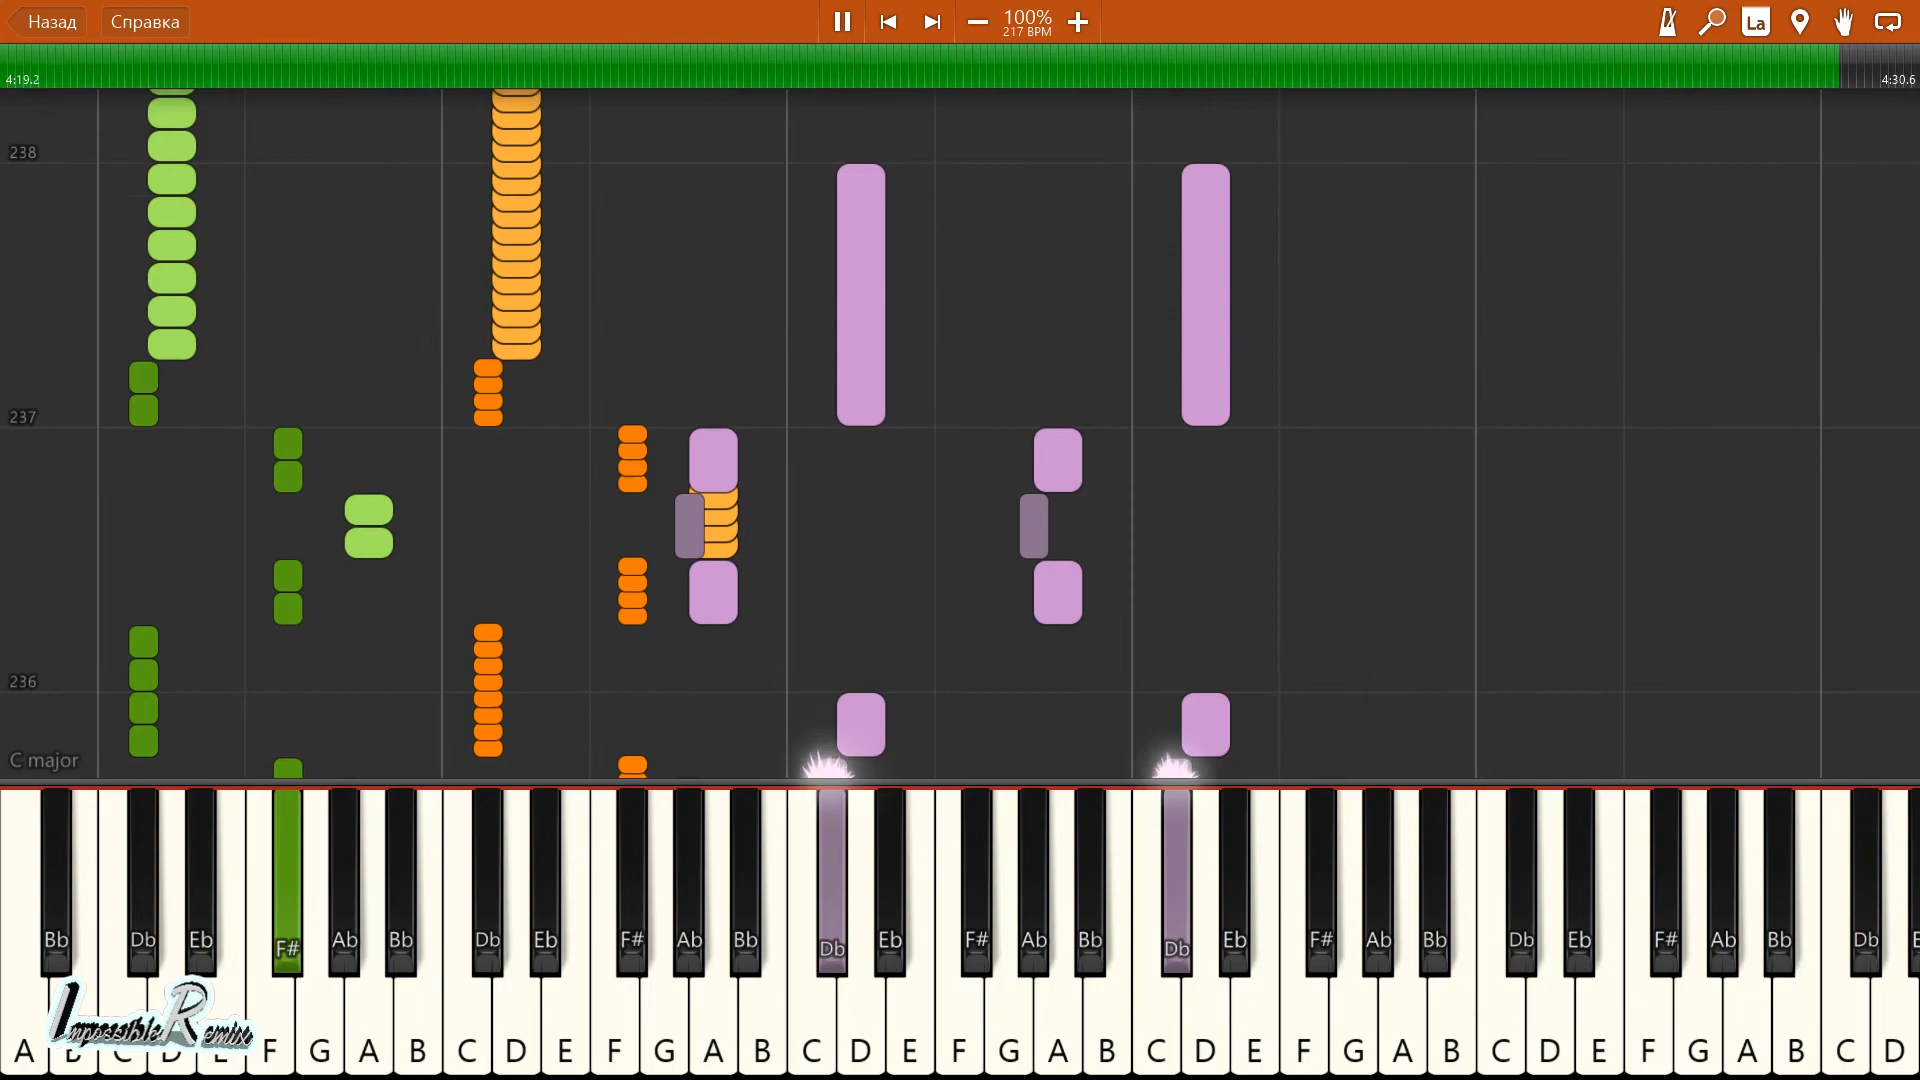 Назад Справка 100% La
217 BPM
4:19.2 4:30.6
238
237
236
C major
Bb Db Eb F# Ab Bb Db Eb F# Ab Bb Db Eb F# Ab Bb Db Eb F# Ab Bb Db Eb F# Ab Bb Db E
Impossible Remix
A B C D E F G A B C D E F G A B C D E F G A B C D E F G A B C D E F G A B C D